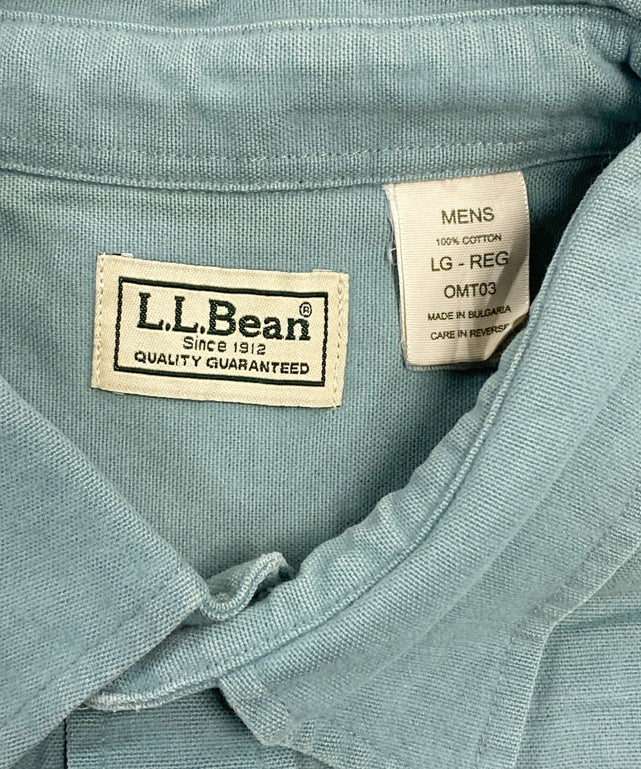 L.L.Bean®
Since 1912
QUALITY GUARANTEED
MENS
100% COTTON
LG - REG
OMT03
MADE IN BULGARIA
CARE IN REVERSE